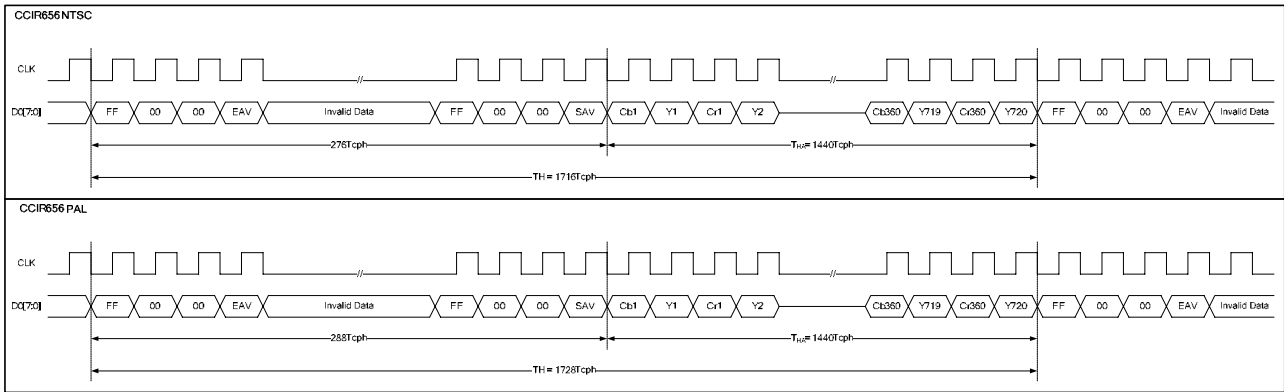 CCIR656 NTSC
CLK
//
//
D0[7:0]
FF 00 00 EAV Invalid Data FF 00 00 SAV Cb1 Y1 Cr1 Y2 Cb360 Y719 Cr360 Y720 FF 00 00 EAV Invalid Data
276Tcph
THA= 1440Tcph
TH = 1716Tcph
CCIR656 PAL
CLK
//
//
D0[7:0]
FF 00 00 EAV Invalid Data FF 00 00 SAV Cb1 Y1 Cr1 Y2 Cb360 Y719 Cr360 Y720 FF 00 00 EAV Invalid Data
288Tcph
THA= 1440Tcph
TH = 1728Tcph